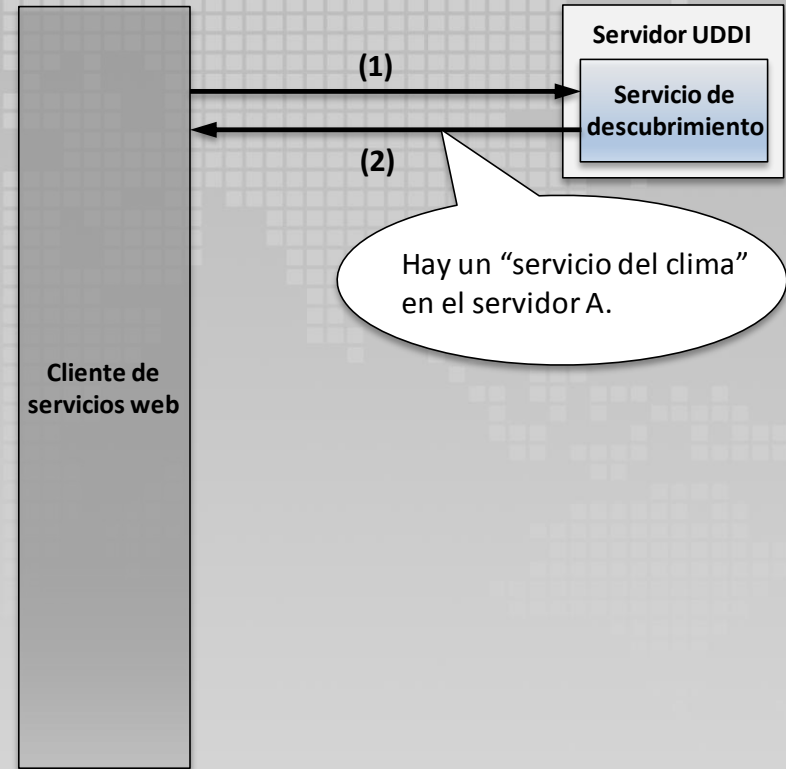 Servidor UDDI
(1)
Servicio de
descubrimiento
(2)
Hay un “servicio del clima”
en el servidor A.
Cliente de
servicios web